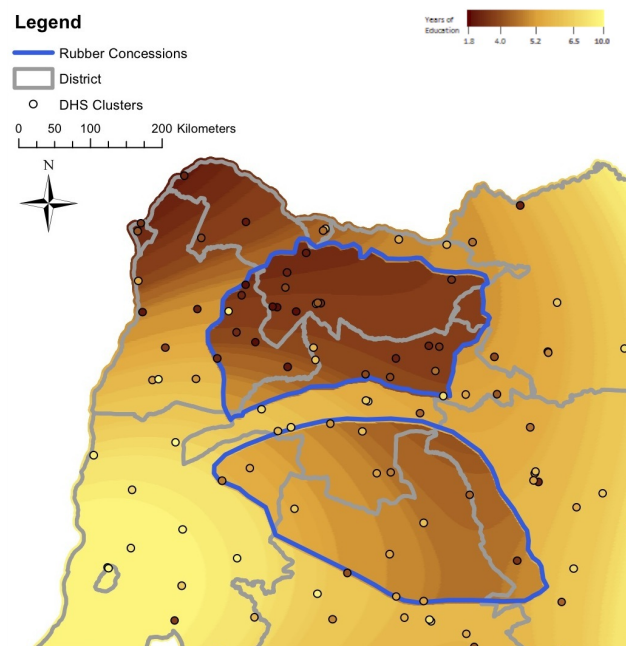 Legend
Rubber Concessions
District
DHS Clusters
0 50 100 200 Kilometers
N
Years of
Education
1.8 4.0 5.2 6.5 10.0